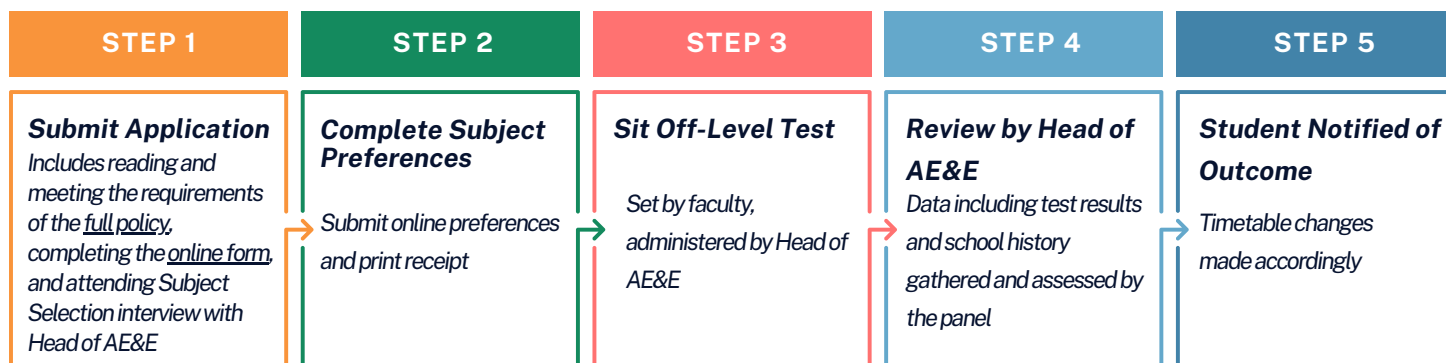 STEP 1
Submit Application
Includes reading and
meeting the requirements
of the full policy,
completing the online form,
and attending Subject
Selection interview with
Head of AE&E
STEP 2
Complete Subject
Preferences
Submit online preferences
and print receipt
STEP 3
Sit Off-Level Test
Set by faculty,
administered by Head of
AE&E
STEP 4
Review by Head of
AE&E
Data including test results
and school history
gathered and assessed by
the panel
STEP 5
Student Notified of
Outcome
Timetable changes
made accordingly